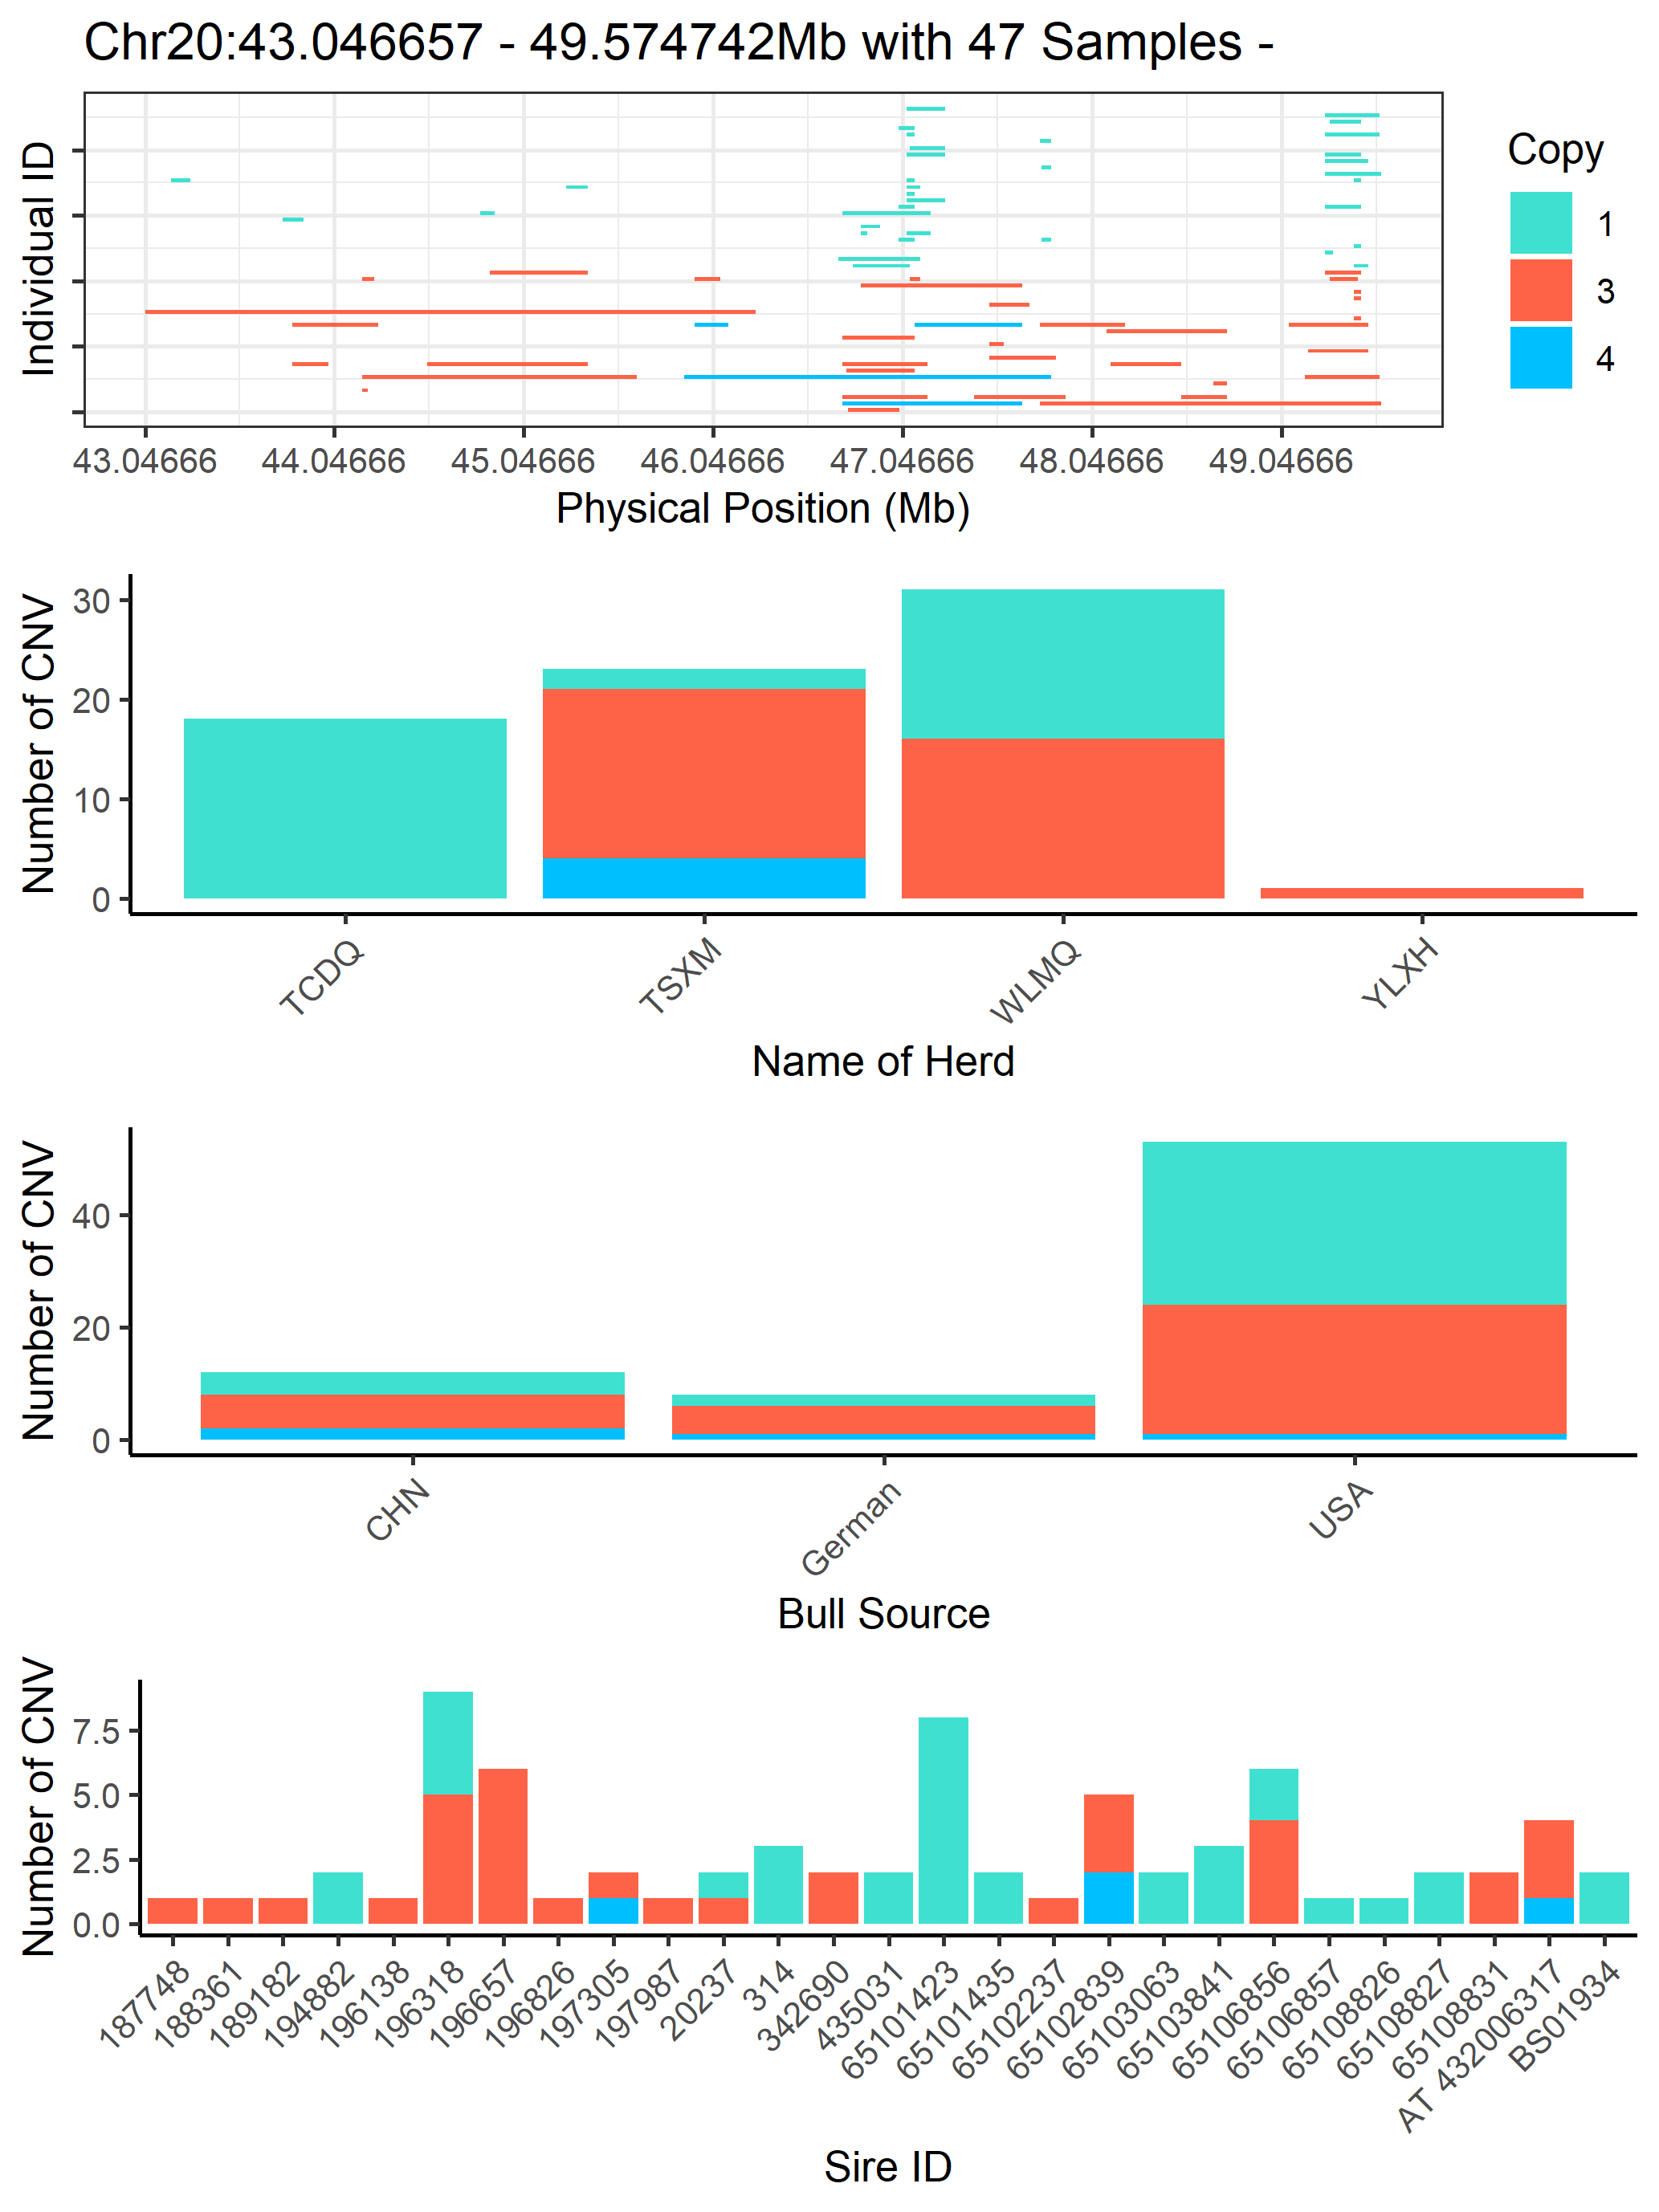 Chr20:43.046657 - 49.574742Mb with 47 Samples -
Individual ID
43.04666 44.04666 45.04666 46.04666 47.04666 48.04666 49.04666
Physical Position (Mb)
Copy
1
3
4
Number of CNV
30
20
10
0
TCDQ TSXM WLMQ YLXH
Name of Herd
Number of CNV
40
20
0
CHN German USA
Bull Source
Number of CNV
7.5
5.0
2.5
0.0
187748 188361 189182 194882 196138 196318 196657 196826 197305 197987 20237 314 342690 435031 65101423 65101435 65102237 65102839 65103063 65103841 65106856 65106857 65108826 65108827 65108831 AT 432006317 BS01934
Sire ID